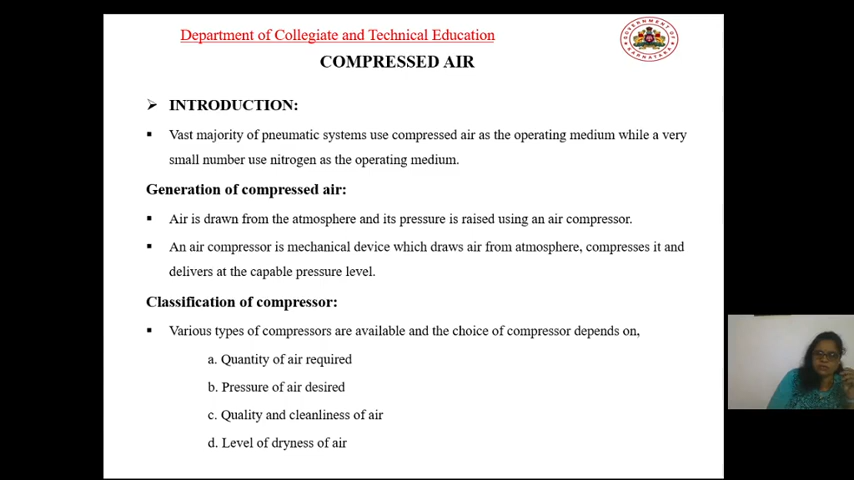 Department of Collegiate and Technical Education
GOVERNMENT OF
KARNATAKA
COMPRESSED AIR
➢ INTRODUCTION:
▪ Vast majority of pneumatic systems use compressed air as the operating medium while a very
small number use nitrogen as the operating medium.
Generation of compressed air:
▪ Air is drawn from the atmosphere and its pressure is raised using an air compressor.
▪ An air compressor is mechanical device which draws air from atmosphere, compresses it and
delivers at the capable pressure level.
Classification of compressor:
▪ Various types of compressors are available and the choice of compressor depends on,
a. Quantity of air required
b. Pressure of air desired
c. Quality and cleanliness of air
d. Level of dryness of air